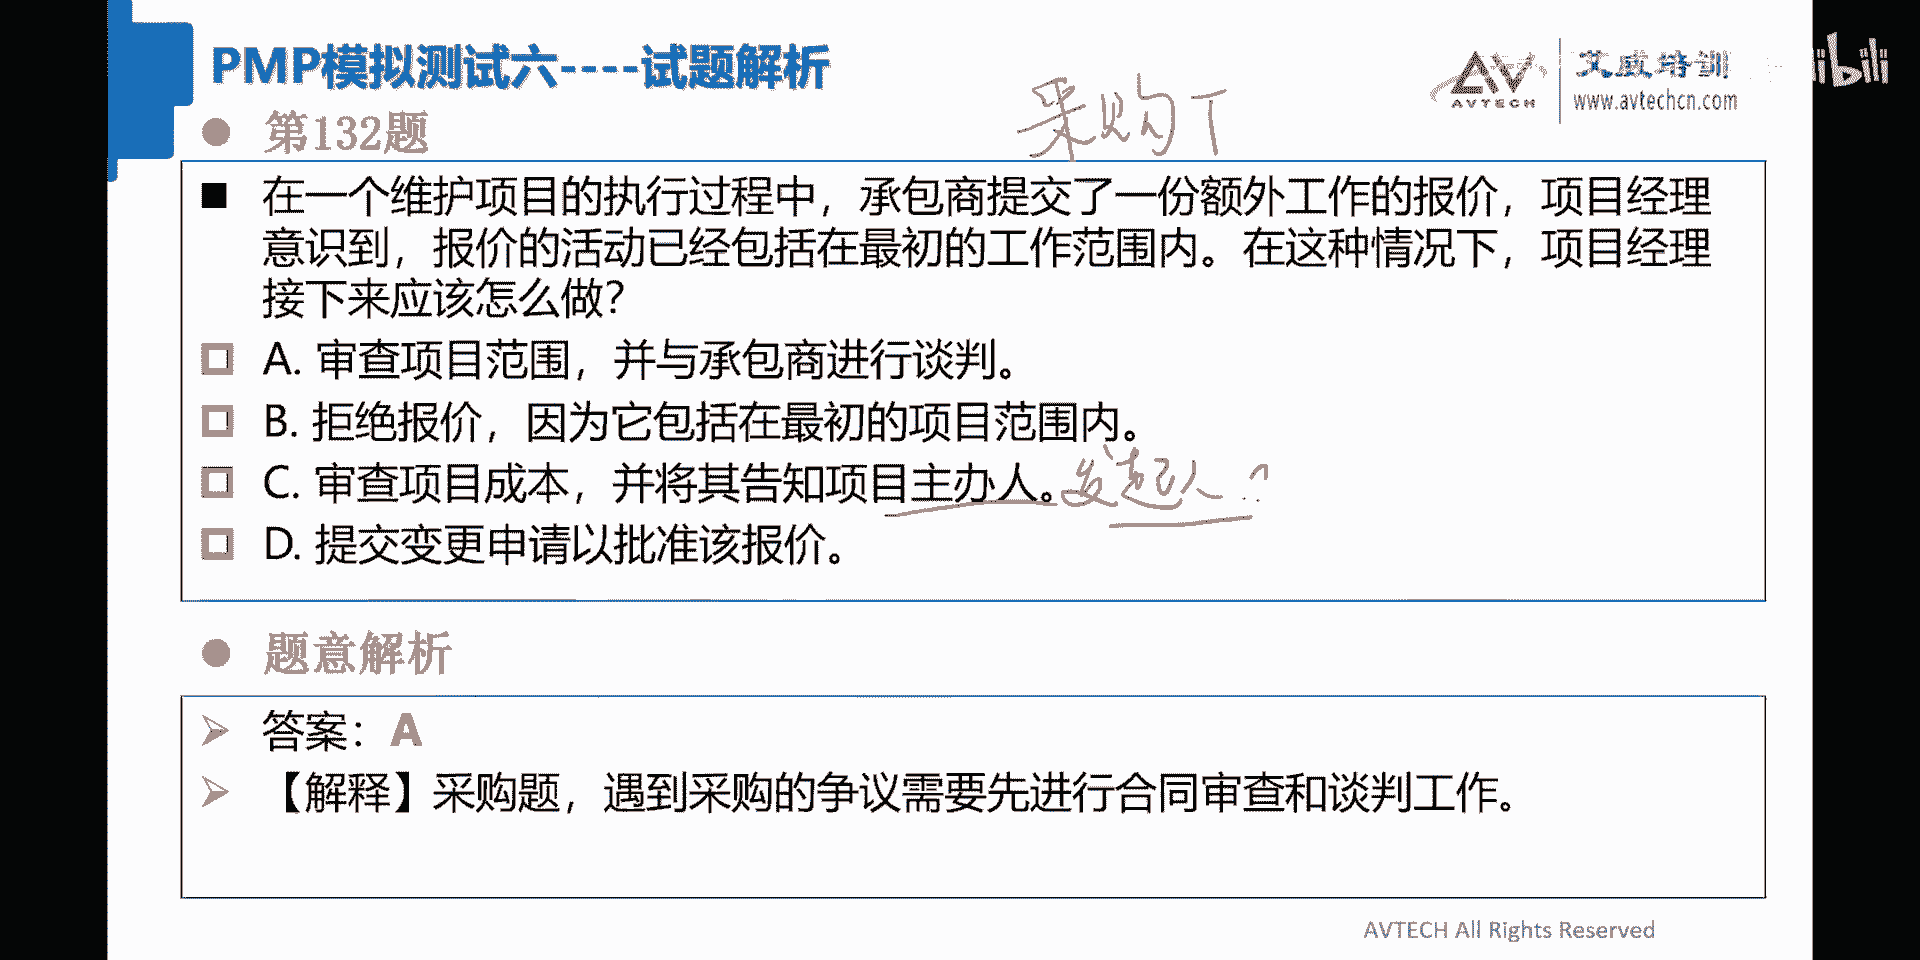 PMP模拟测试六----试题解析
AVTECH
艾威培训
www.avtechcn.com
第132题
采购
在一个维护项目的执行过程中，承包商提交了一份额外工作的报价，项目经理
意识到，报价的活动已经包括在最初的工作范围内。在这种情况下，项目经理
接下来应该怎么做？
A. 审查项目范围，并与承包商进行谈判。
B. 拒绝报价，因为它包括在最初的项目范围内。
C. 审查项目成本，并将其告知项目主办人。发起人
D. 提交变更申请以批准该报价。
题意解析
答案：A
【解释】采购题，遇到采购的争议需要先进行合同审查和谈判工作。
AVTECH All Rights Reserved